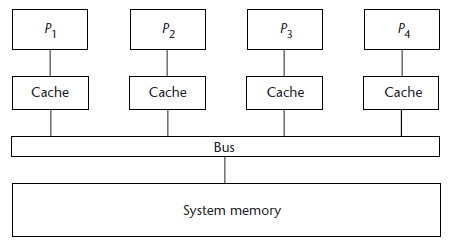 P1 P2 P3 P4
Cache Cache Cache Cache
Bus
System memory